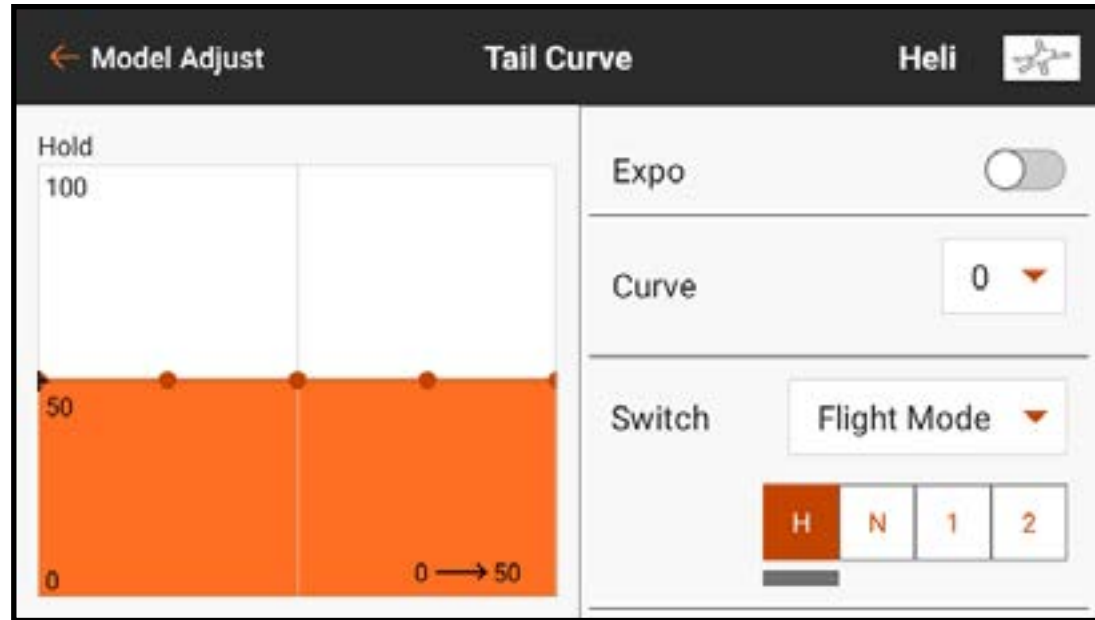 ← Model Adjust Tail Curve Heli
Hold
100
50
0
0 → 50
Expo
Curve 0
Switch Flight Mode
H N 1 2